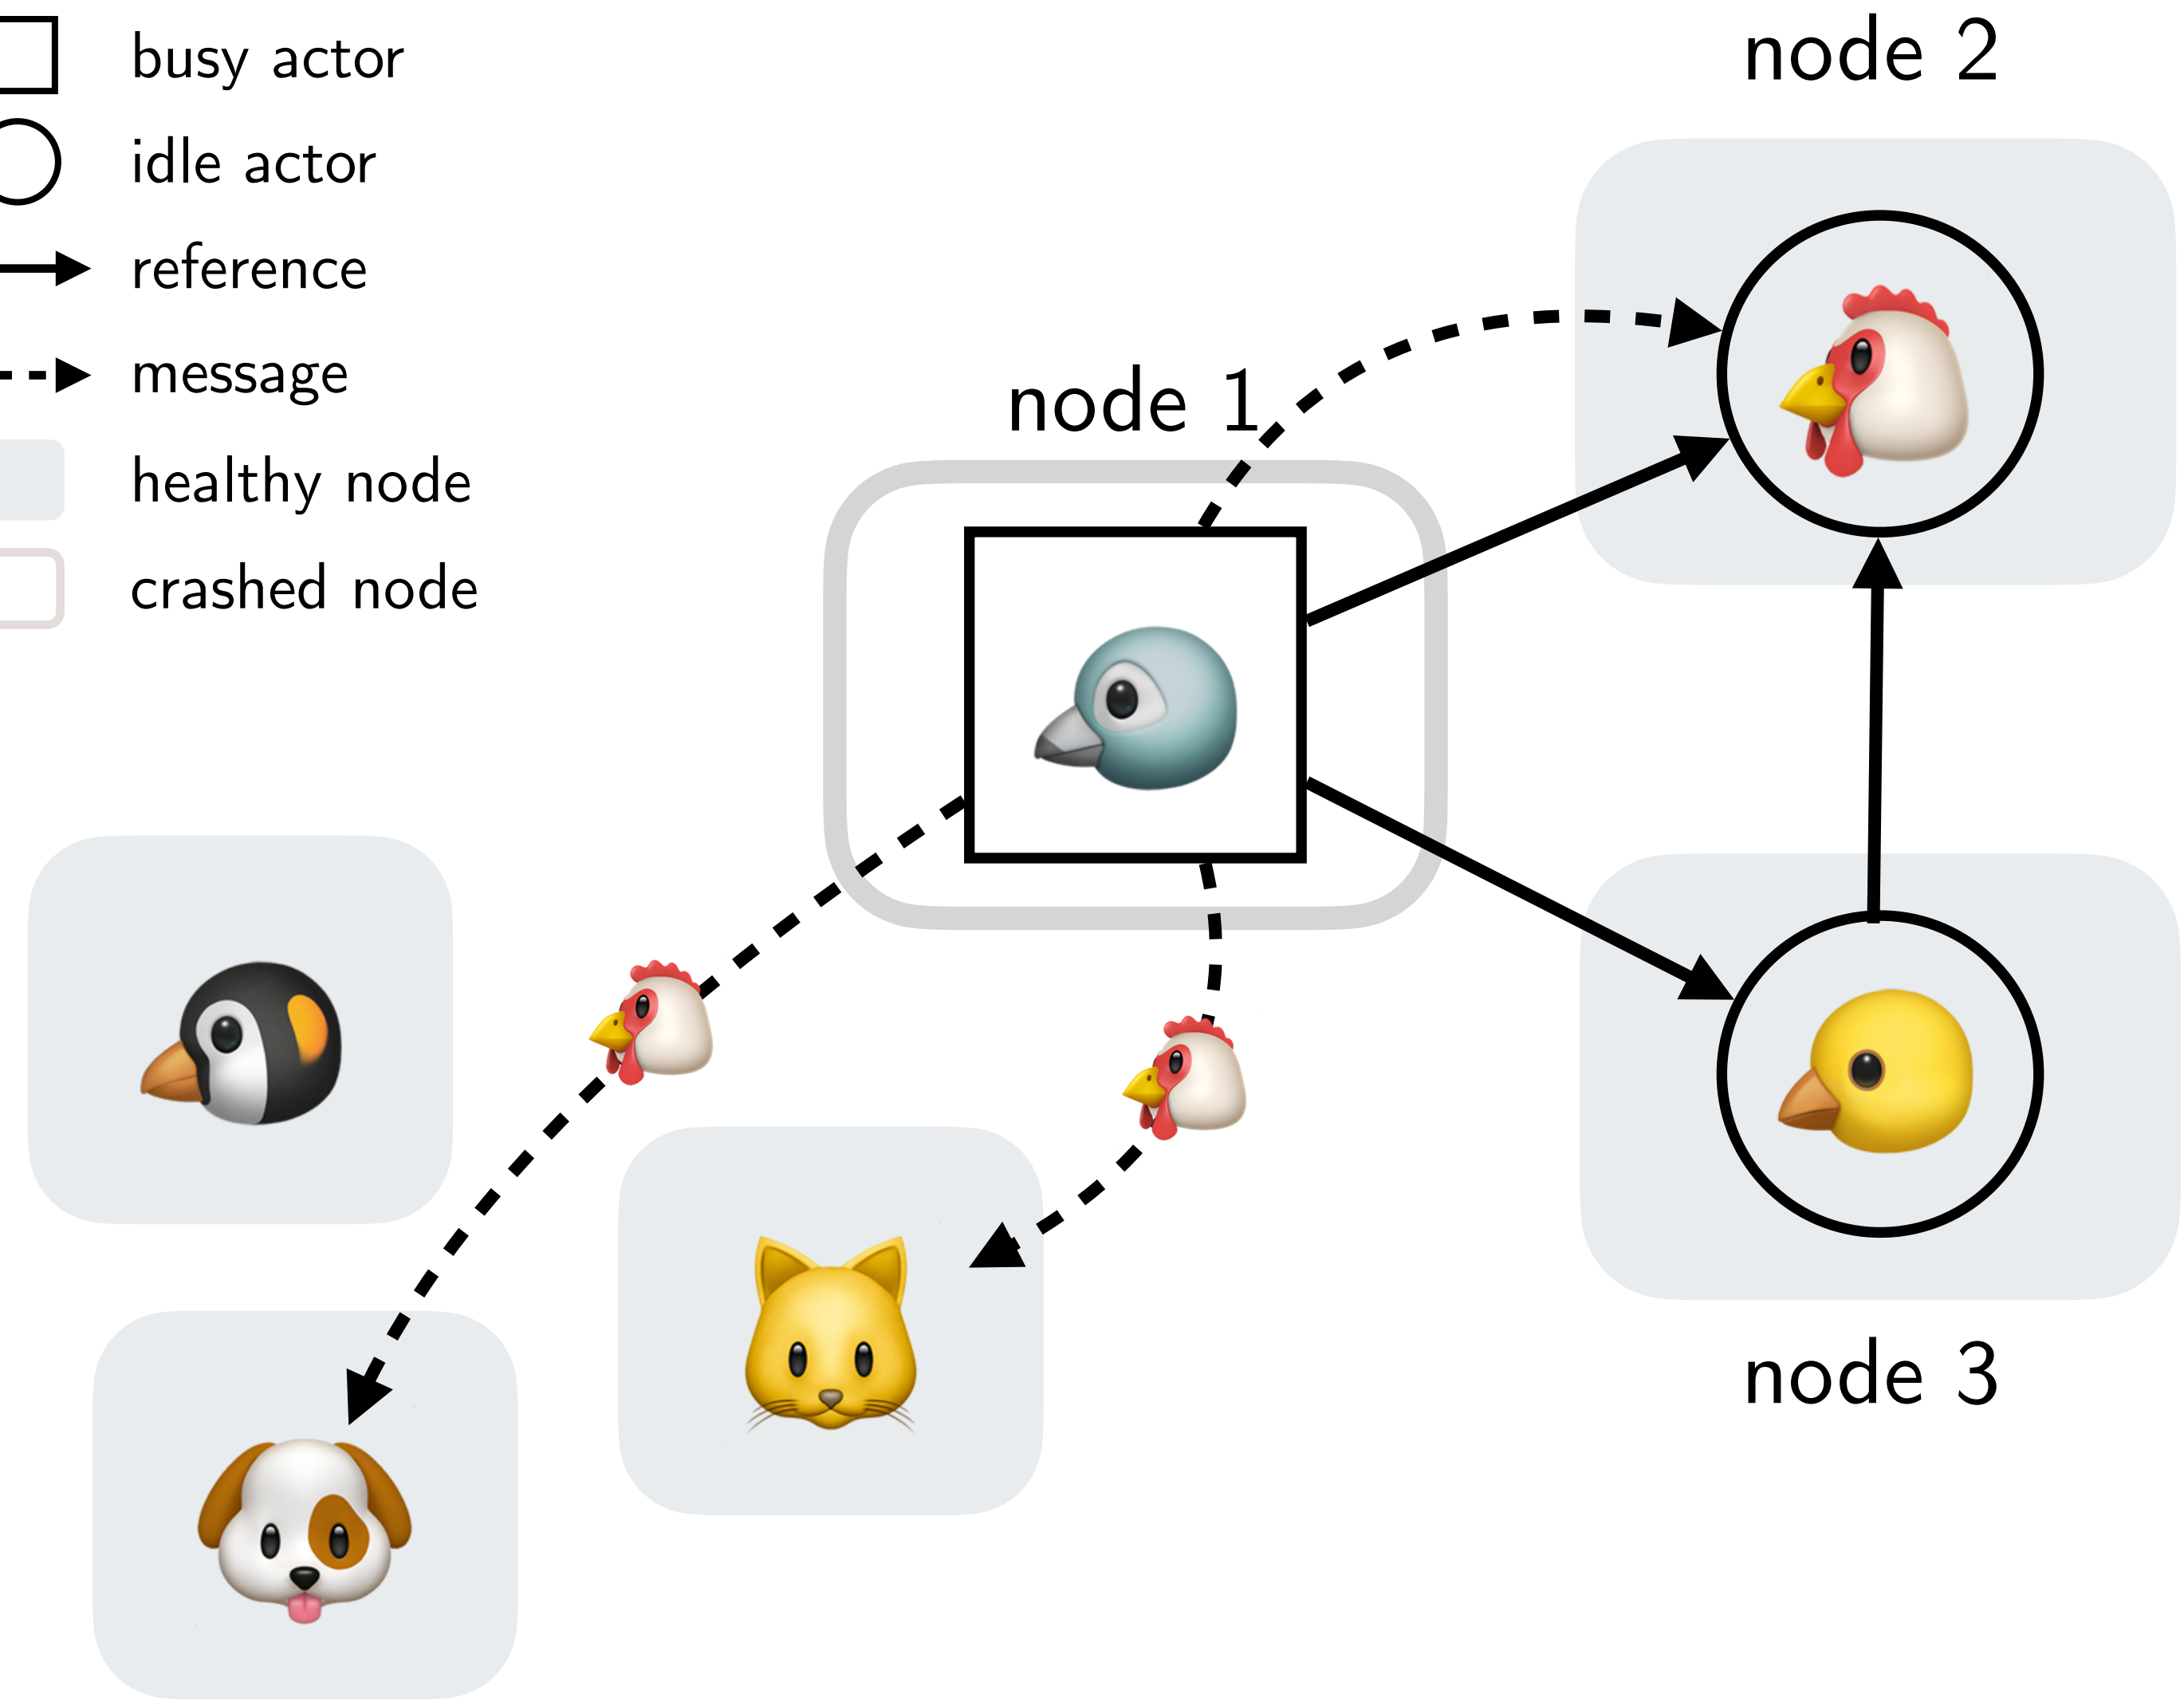 busy actor
idle actor
reference
message
healthy node
crashed node
node 1
node 2
node 3